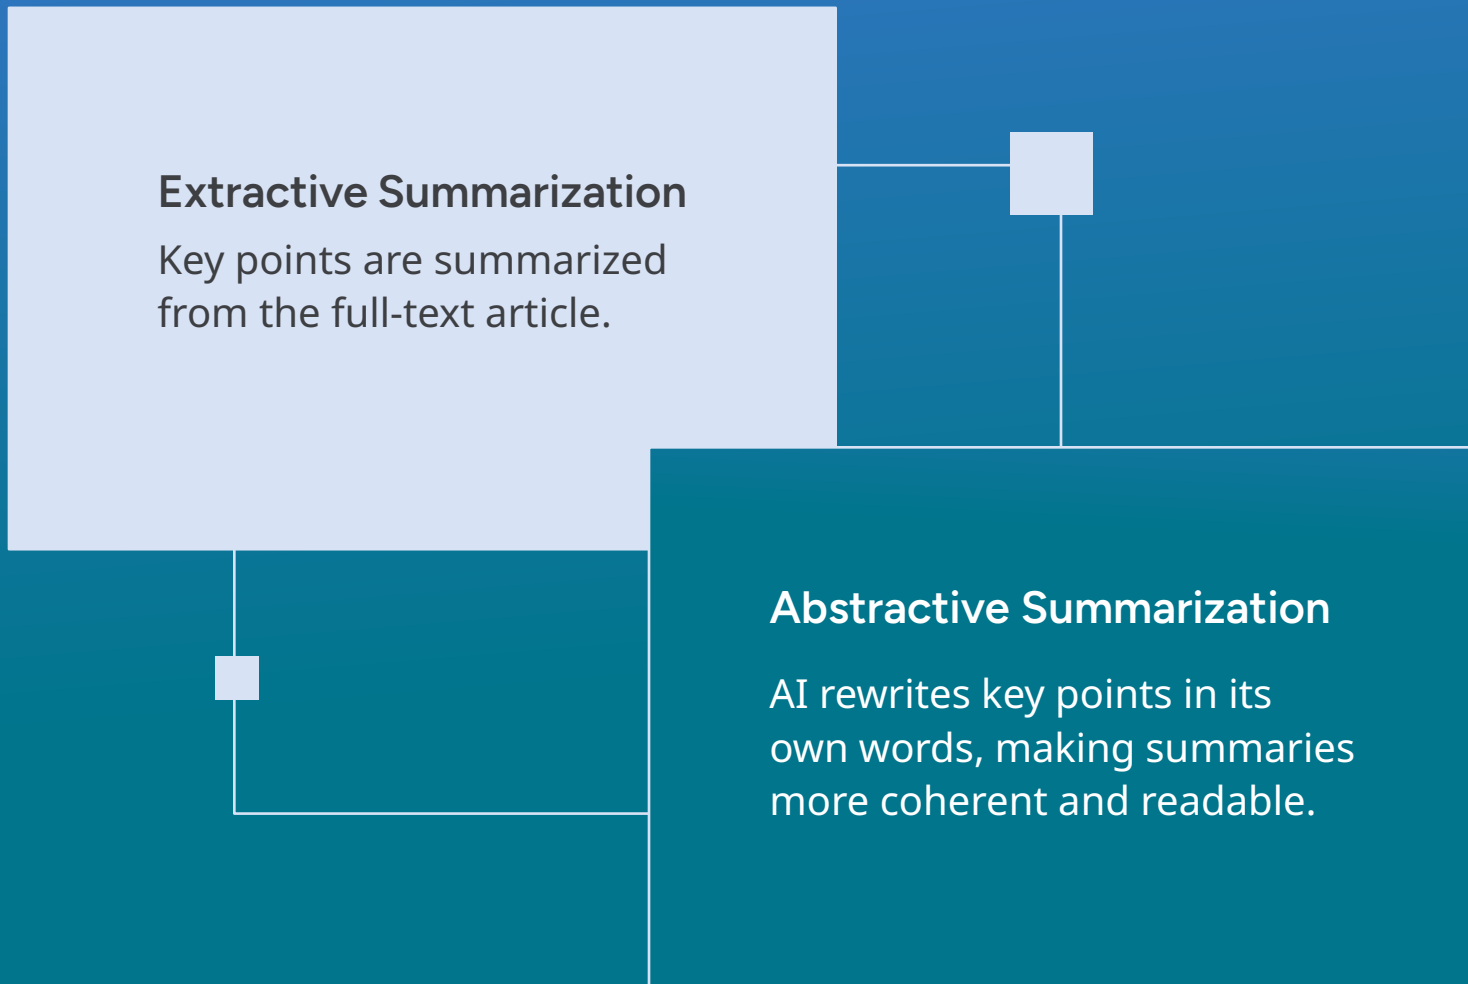 Extractive Summarization
Key points are summarized
from the full-text article.
Abstractive Summarization
AI rewrites key points in its
own words, making summaries
more coherent and readable.